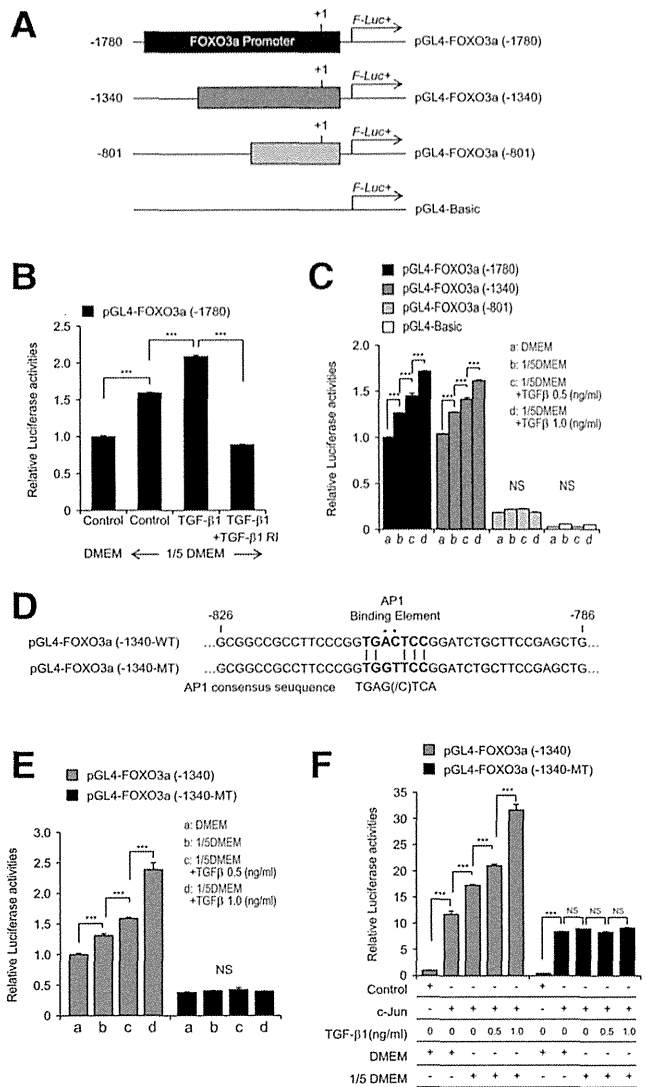 A
-1780 FOXO3a Promoter +1 F-Luc+ pGL4-FOXO3a (-1780)
-1340 +1 F-Luc+ pGL4-FOXO3a (-1340)
-801 +1 F-Luc+ pGL4-FOXO3a (-801)
F-Luc+ pGL4-Basic
B
pGL4-FOXO3a (-1780)
Relative Luciferase activities
2.5
2.0
1.5
1.0
0.5
0
*** *** ***
Control Control TGF-β1 TGF-β1
+TGF-β1 RI
DMEM ← 1/5 DMEM →
C
pGL4-FOXO3a (-1780)
pGL4-FOXO3a (-1340)
pGL4-FOXO3a (-801)
pGL4-Basic
Relative Luciferase activities
2.0
1.5
1.0
0.5
0
*** *** *** *** *** ***
NS NS
a: DMEM
b: 1/5DMEM
c: 1/5DMEM
+TGFβ 0.5 (ng/ml)
d: 1/5DMEM
+TGFβ 1.0 (ng/ml)
a b c d a b c d a b c d a b c d
D
AP1
-826 Binding Element -786
pGL4-FOXO3a (-1340-WT) ...GCGGCCGCCTTCCCGGTGACTCCGGATCTGCTTCCGAGCTG...
pGL4-FOXO3a (-1340-MT) ...GCGGCCGCCTTCCCGGTGGTTCCGGATCTGCTTCCGAGCTG...
AP1 consensus seuquence TGAG(/C)TCA
E
pGL4-FOXO3a (-1340)
pGL4-FOXO3a (-1340-MT)
Relative Luciferase activities
3.0
2.5
2.0
1.5
1.0
0.5
0
*** *** ***
NS
a: DMEM
b: 1/5DMEM
c: 1/5DMEM
+TGFβ 0.5 (ng/ml)
d: 1/5DMEM
+TGFβ 1.0 (ng/ml)
a b c d a b c d
F
pGL4-FOXO3a (-1340)
pGL4-FOXO3a (-1340-MT)
Relative Luciferase activities
35
30
25
20
15
10
5
0
*** *** *** *** *** NS NS NS
Control + - - - - + - - - -
c-Jun - + + + + - + + + +
TGF-β1(ng/ml) 0 0 0 0.5 1.0 0 0 0 0.5 1.0
DMEM + + - - - + + - - -
1/5 DMEM - - + + + - - + + +